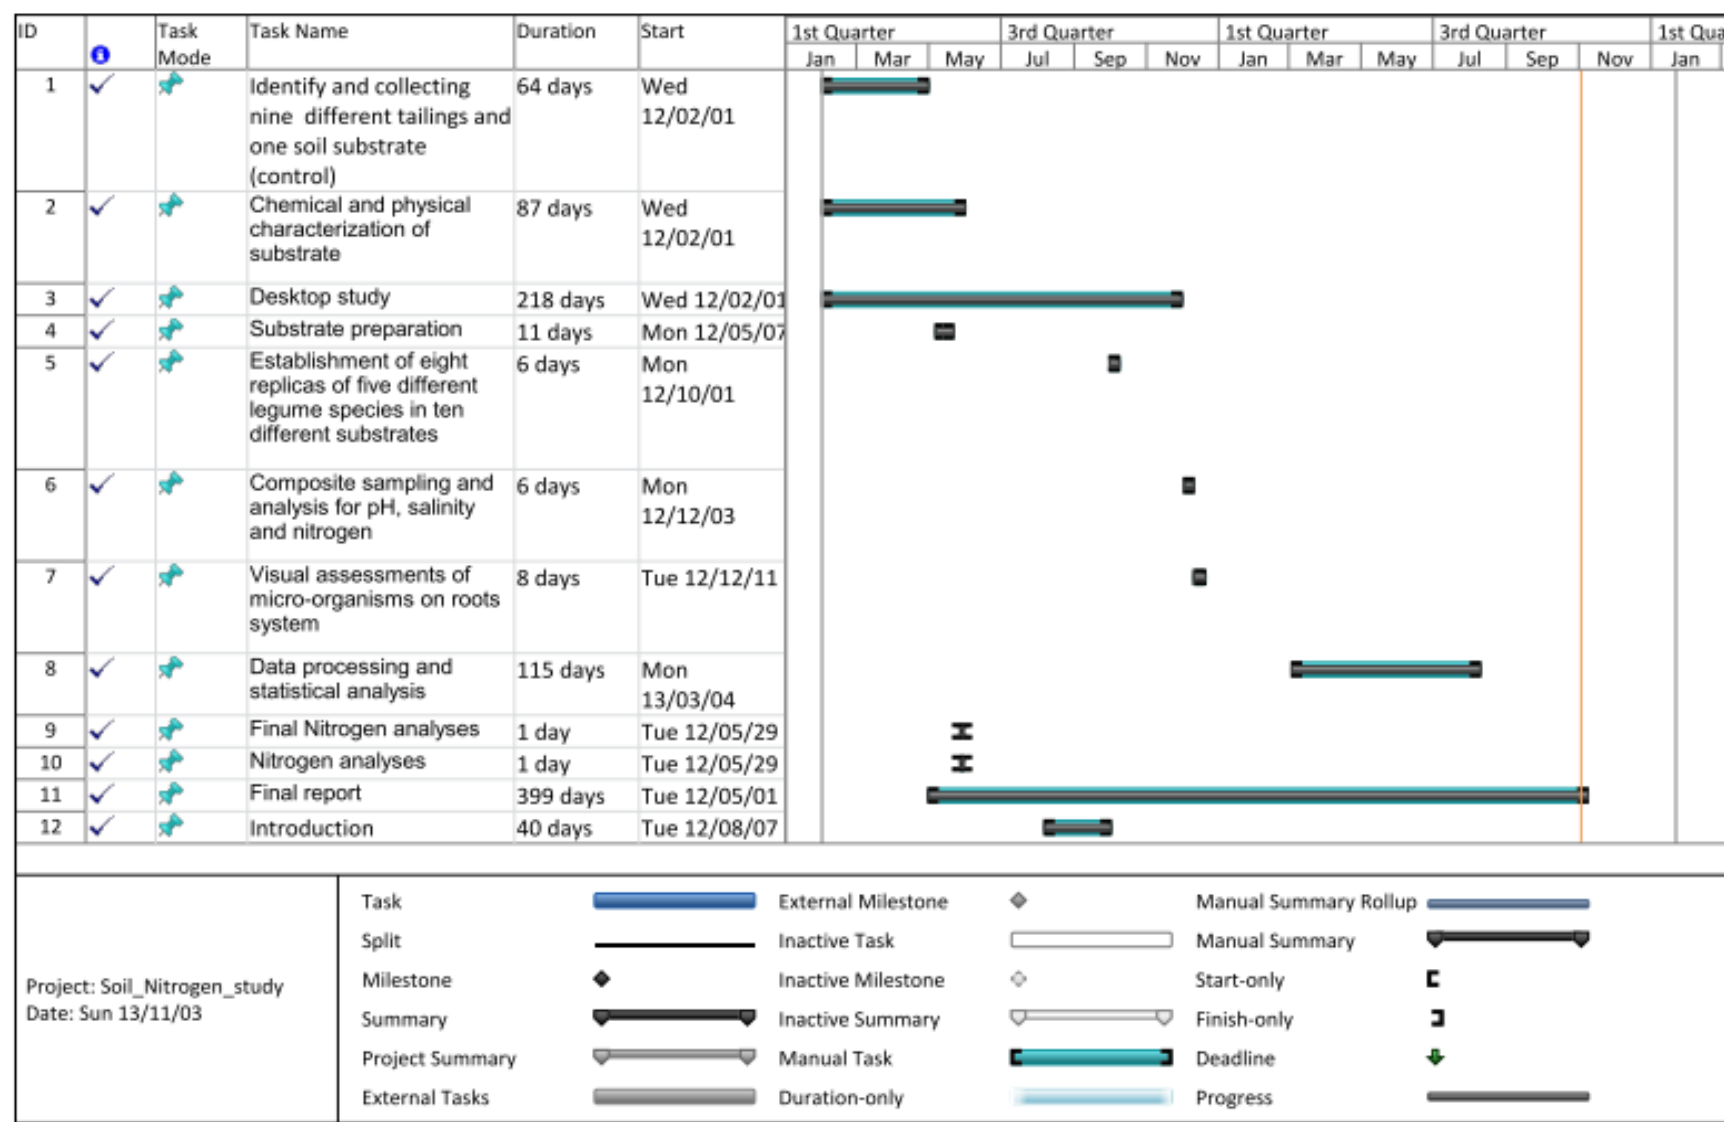 ID Task Task Name Duration Start 1st Quarter 3rd Quarter 1st Quarter 3rd Quarter 1st Qua
Mode Jan Mar May Jul Sep Nov Jan Mar May Jul Sep Nov Jan
1 Identify and collecting 64 days Wed
nine different tailings and 12/02/01
one soil substrate
(control)
2 Chemical and physical 87 days Wed
characterization of 12/02/01
substrate
3 Desktop study 218 days Wed 12/02/01
4 Substrate preparation 11 days Mon 12/05/07
5 Establishment of eight 6 days Mon
replicas of five different 12/10/01
legume species in ten
different substrates
6 Composite sampling and 6 days Mon
analysis for pH, salinity 12/12/03
and nitrogen
7 Visual assessments of 8 days Tue 12/12/11
micro-organisms on roots
system
8 Data processing and 115 days Mon
statistical analysis 13/03/04
9 Final Nitrogen analyses 1 day Tue 12/05/29
10 Nitrogen analyses 1 day Tue 12/05/29
11 Final report 399 days Tue 12/05/01
12 Introduction 40 days Tue 12/08/07
Project: Soil_Nitrogen_study
Date: Sun 13/11/03
Task External Milestone Manual Summary Rollup
Split Inactive Task Manual Summary
Milestone Inactive Milestone Start-only
Summary Inactive Summary Finish-only
Project Summary Manual Task Deadline
External Tasks Duration-only Progress